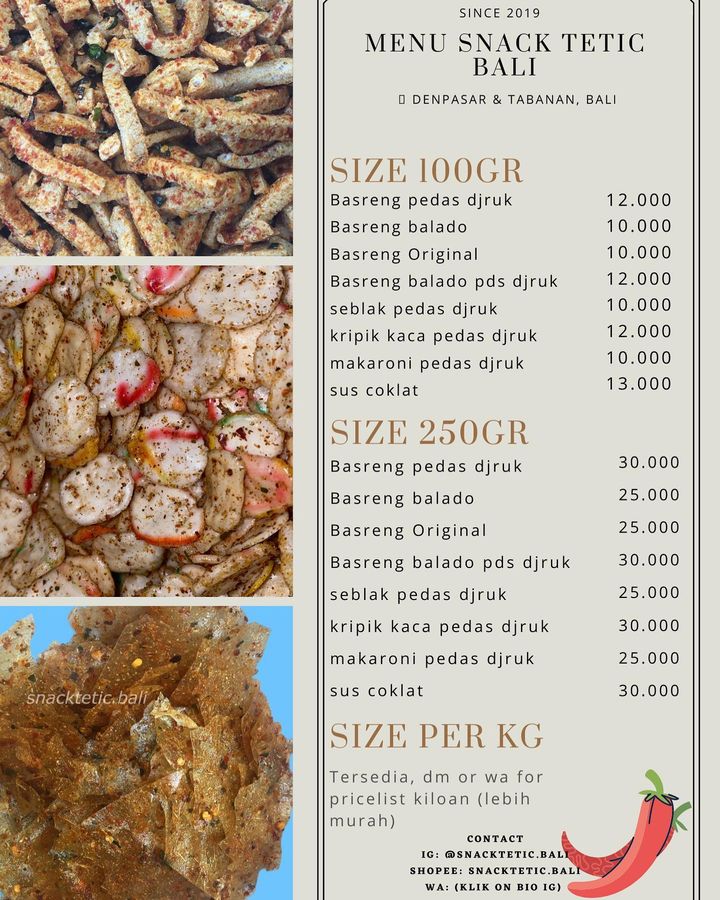 SINCE 2019
MENU SNACK TETIC
BALI
DENPASAR & TABANAN, BALI
SIZE 100GR
Basreng pedas djruk 12.000
Basreng balado 10.000
Basreng Original 10.000
Basreng balado pds djruk 12.000
seblak pedas djruk 10.000
kripik kaca pedas djruk 12.000
makaroni pedas djruk 10.000
sus coklat 13.000
SIZE 250GR
Basreng pedas djruk 30.000
Basreng balado 25.000
Basreng Original 25.000
Basreng balado pds djruk 30.000
seblak pedas djruk 25.000
kripik kaca pedas djruk 30.000
makaroni pedas djruk 25.000
sus coklat 30.000
snacktetic.bali
SIZE PER KG
Tersedia, dm or wa for
pricelist kiloan (lebih
murah)
CONTACT
IG: @SNACKTETIC.BALI
SHOPEE: SNACKTETIC.BALI
WA: (KLIK ON BIO IG)